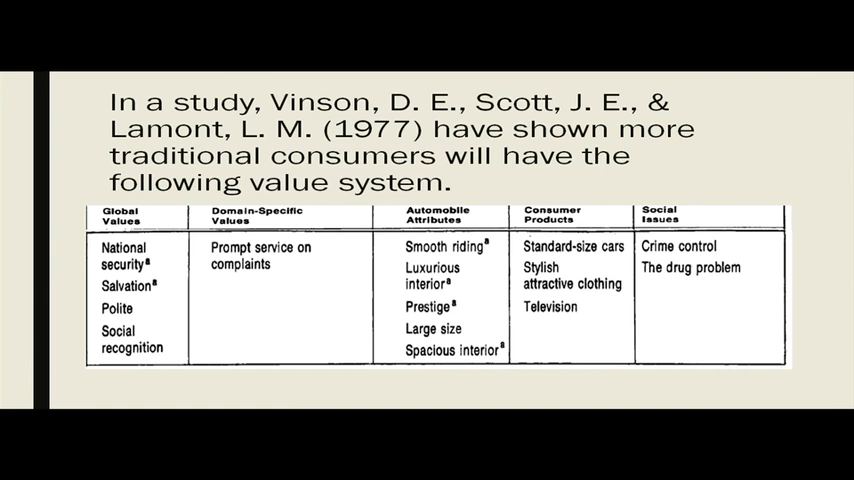 In a study, Vinson, D. E., Scott, J. E., &
Lamont, L. M. (1977) have shown more
traditional consumers will have the
following value system.
Global Values
Domain-Specific Values
Automobile Attributes
Consumer Products
Social Issues
National security^a
Salvation^a
Polite
Social recognition
Prompt service on complaints
Smooth riding^a
Luxurious interior^a
Prestige^a
Large size
Spacious interior^a
Standard-size cars
Stylish attractive clothing
Television
Crime control
The drug problem